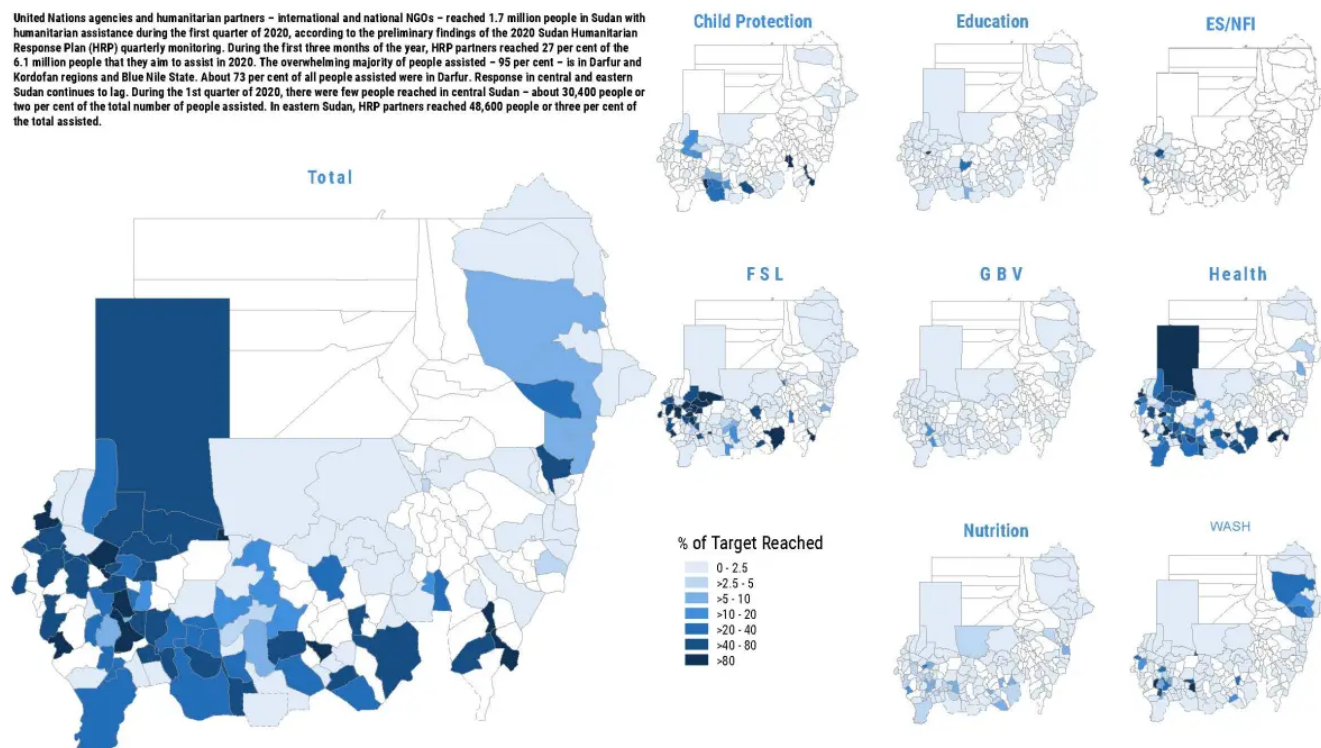 United Nations agencies and humanitarian partners – international and national NGOs – reached 1.7 million people in Sudan with
humanitarian assistance during the first quarter of 2020, according to the preliminary findings of the 2020 Sudan Humanitarian
Response Plan (HRP) quarterly monitoring. During the first three months of the year, HRP partners reached 27 per cent of the
6.1 million people that they aim to assist in 2020. The overwhelming majority of people assisted – 95 per cent – is in Darfur and
Kordofan regions and Blue Nile State. About 73 per cent of all people assisted were in Darfur. Response in central and eastern
Sudan continues to lag. During the 1st quarter of 2020, there were few people reached in central Sudan – about 30,400 people or
two per cent of the total number of people assisted. In eastern Sudan, HRP partners reached 48,600 people or three per cent of
the total assisted.
Total
Child Protection
Education
ES/NFI
FSL
GBV
Health
% of Target Reached
0 - 2.5
>2.5 - 5
>5 - 10
>10 - 20
>20 - 40
>40 - 80
>80
Nutrition
WASH